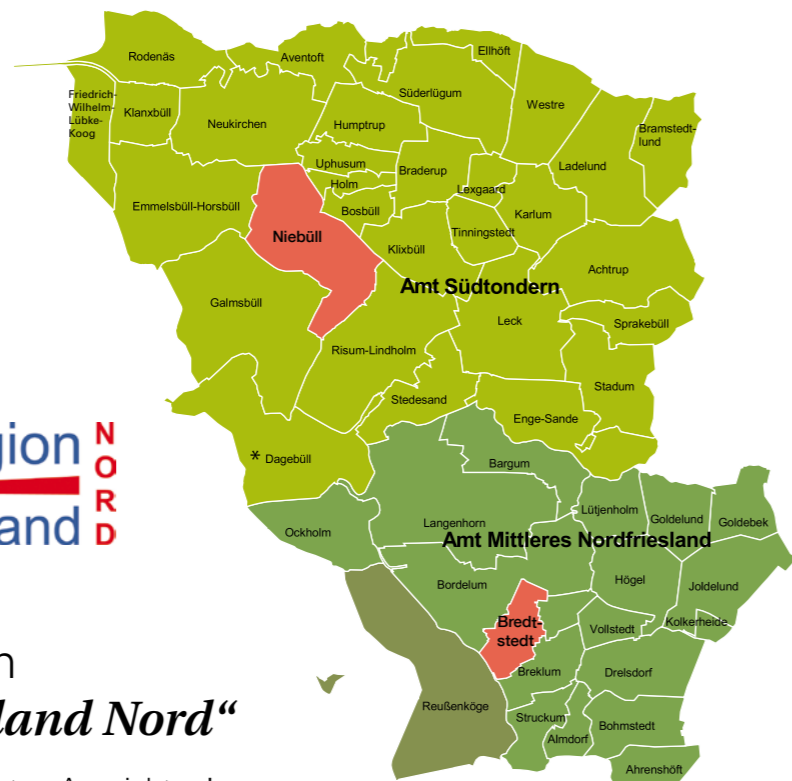 Rodenäs
Aventoft
Ellhöft
Friedrich-
Wilhelm-
Lübke-
Koog
Klanxbüll
Neukirchen
Humptrup
Süderlügum
Westre
Bramstedt-
lund
Uphusum
Holm
Braderup
Lexgaard
Ladelund
Emmelsbüll-Horsbüll
Bosbüll
Karlum
Niebüll
Klixbüll
Tinningstedt
Achtrup
Amt Südtondern
Galmsbüll
Leck
Sprakebüll
Risum-Lindholm
Stadum
Stedesand
Enge-Sande
* Dagebüll
Bargum
gion
and
NORD
Ockholm
Langenhorn
Lütjenholm
Goldelund
Goldebek
Amt Mittleres Nordfriesland
Bordelum
Högel
Joldelund
Bredt-
stedt
Vollstedt
Kolkerheide
Breklum
Drelsdorf
Reußenköge
Struckum
Almdorf
Bohmstedt
Ahrenshöft
n
land Nord“